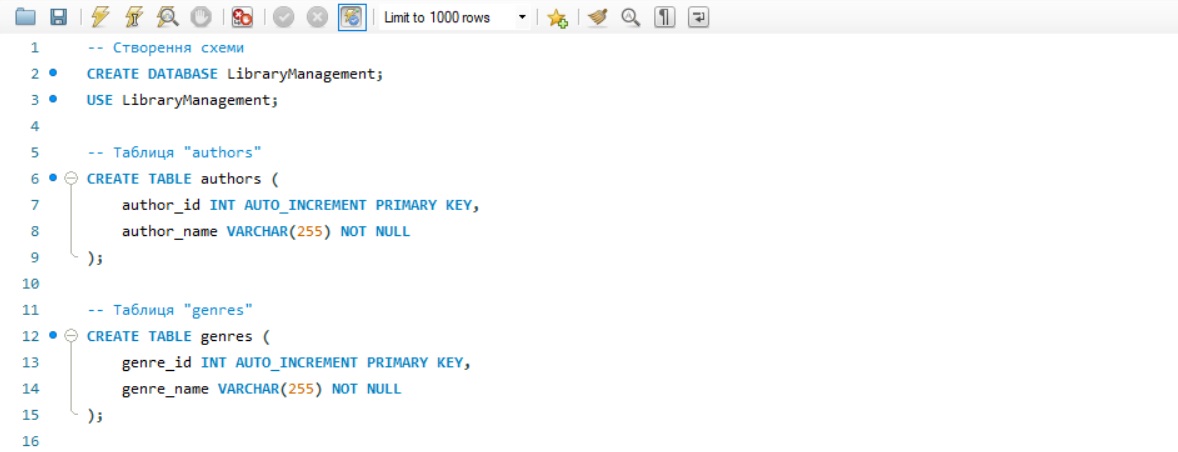 Limit to 1000 rows
1 -- Створення схеми
2 CREATE DATABASE LibraryManagement;
3 USE LibraryManagement;
4
5 -- Таблиця "authors"
6 CREATE TABLE authors (
7 author_id INT AUTO_INCREMENT PRIMARY KEY,
8 author_name VARCHAR(255) NOT NULL
9 );
10
11 -- Таблиця "genres"
12 CREATE TABLE genres (
13 genre_id INT AUTO_INCREMENT PRIMARY KEY,
14 genre_name VARCHAR(255) NOT NULL
15 );
16